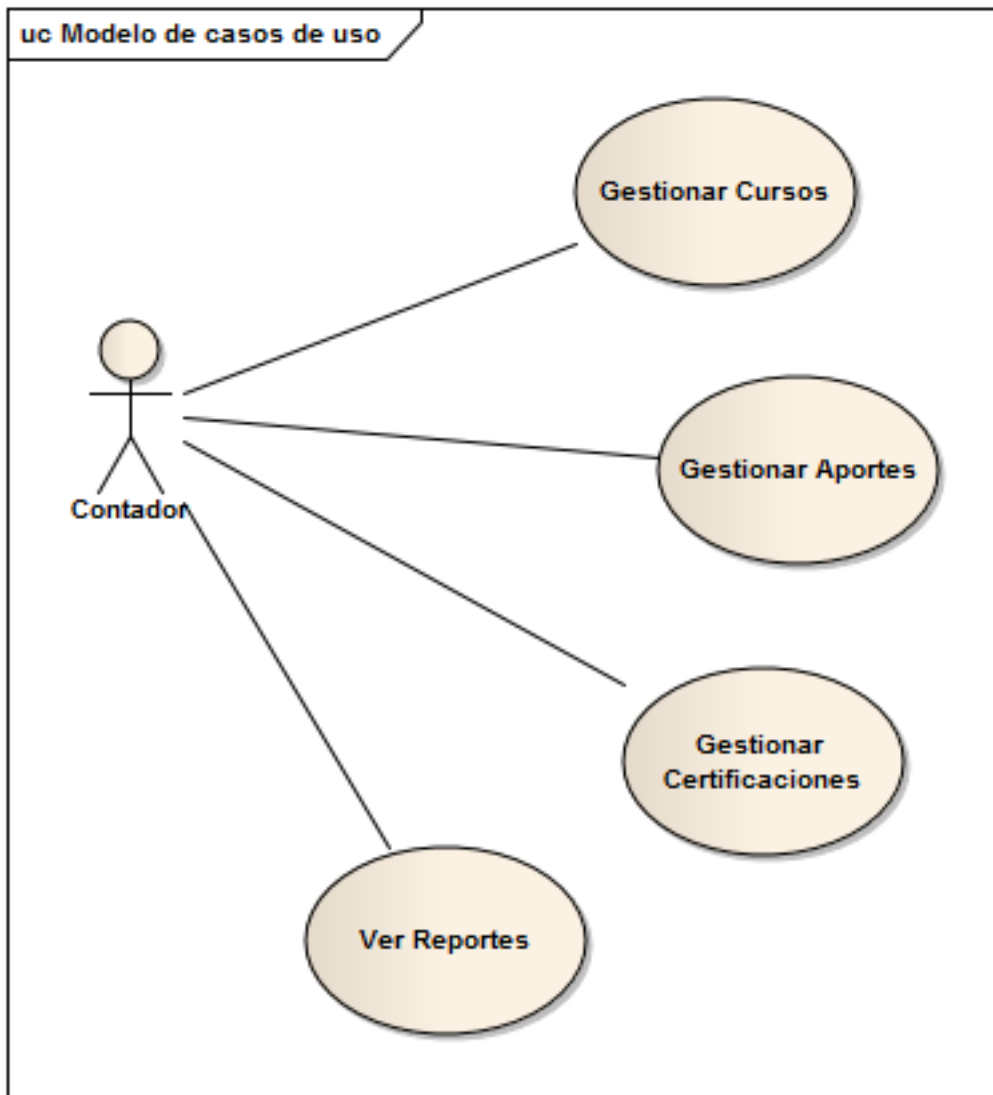 uc Modelo de casos de uso
Gestionar Cursos
Contador
Gestionar Aportes
Gestionar
Certificaciones
Ver Reportes